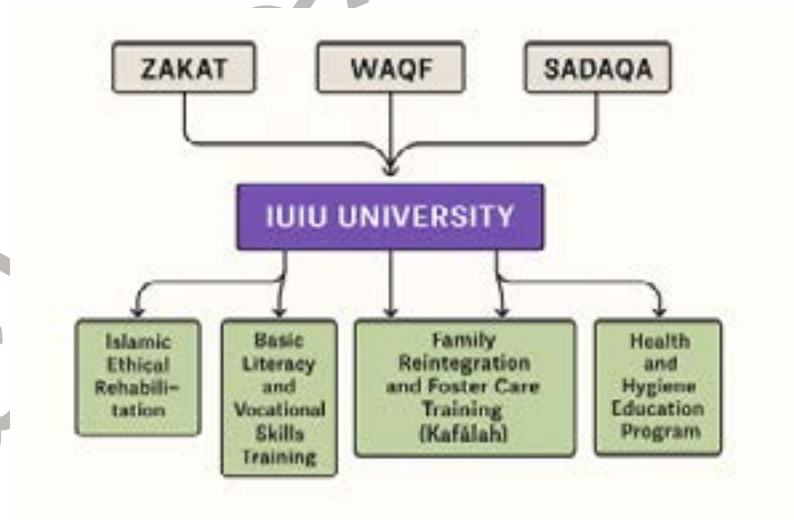 ZAKAT
WAQF
SADAQA
IUIU UNIVERSITY
Islamic
Ethical
Rehabili-
tation
Basic
Literacy
and
Vocational
Skills
Training
Family
Reintegration
and Foster Care
Training
(Kafālah)
Health
and
Hygiene
Education
Program